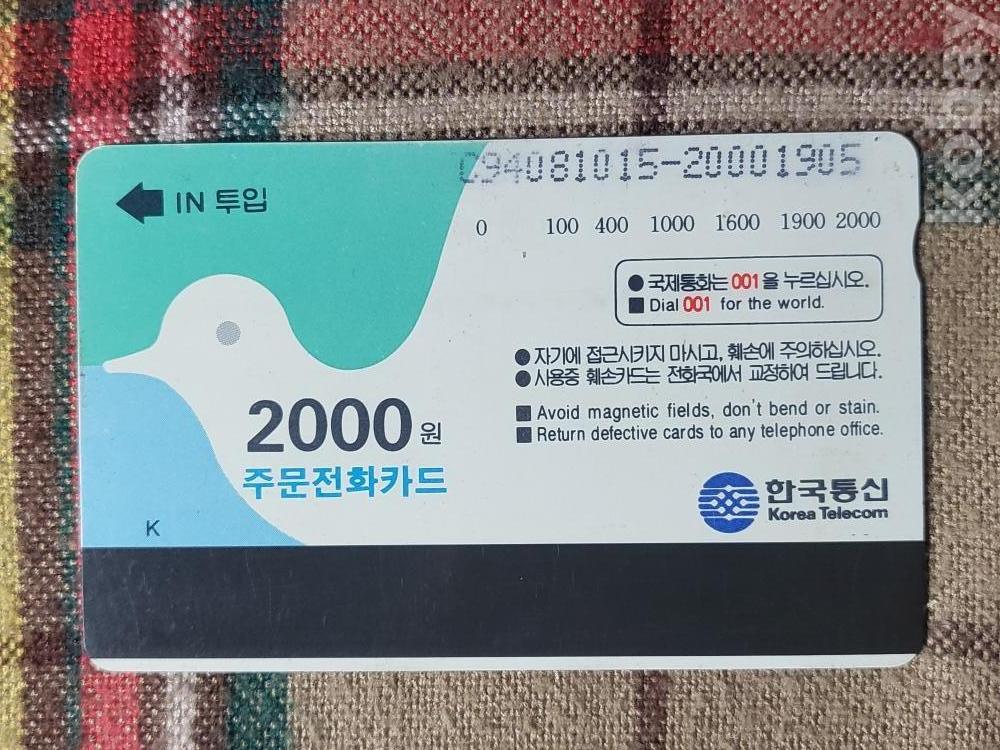 C94081015-20001905
IN 투입
0 100 400 1000 1600 1900 2000
● 국제통화는 001을 누르십시오.
■ Dial 001 for the world.
● 자기에 접근시키지 마시고, 훼손에 주의하십시오.
● 사용중 훼손카드는 전화국에서 교정하여 드립니다.
■ Avoid magnetic fields, don't bend or stain.
■ Return defective cards to any telephone office.
2000원
주문전화카드
한국통신
Korea Telecom
K
kobay